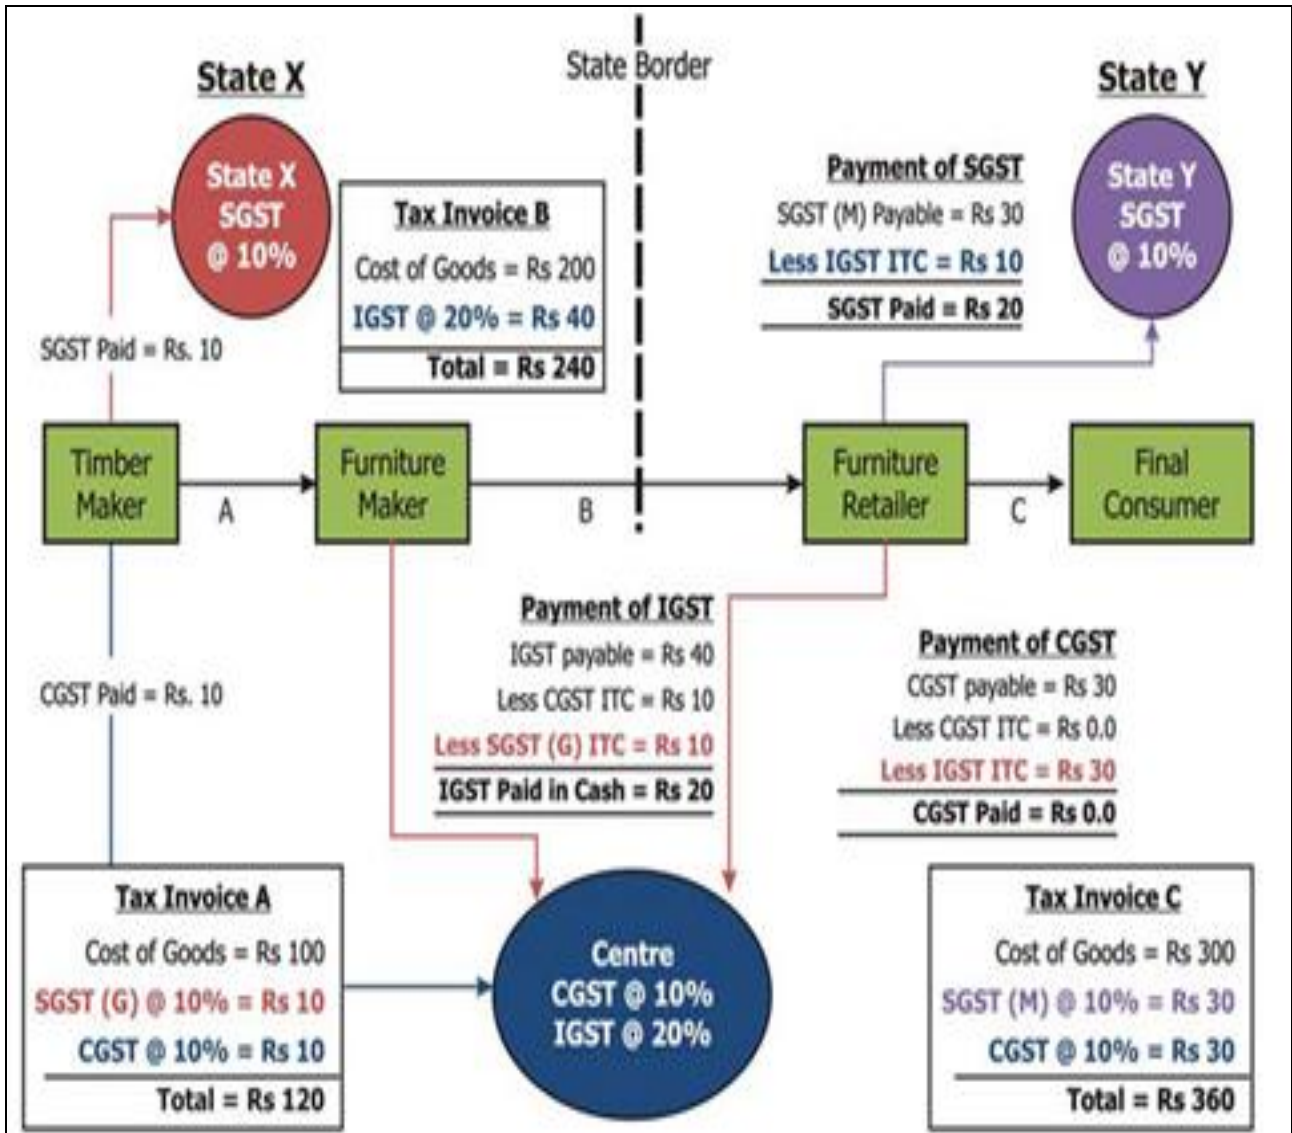 State X
State Border
State Y
State X
SGST
@ 10%
Tax Invoice B
Cost of Goods = Rs 200
IGST @ 20% = Rs 40
Total = Rs 240
Payment of SGST
SGST (M) Payable = Rs 30
Less IGST ITC = Rs 10
SGST Paid = Rs 20
State Y
SGST
@ 10%
SGST Paid = Rs. 10
Timber
Maker
A
Furniture
Maker
B
Furniture
Retailer
C
Final
Consumer
CGST Paid = Rs. 10
Payment of IGST
IGST payable = Rs 40
Less CGST ITC = Rs 10
Less SGST (G) ITC = Rs 10
IGST Paid in Cash = Rs 20
Payment of CGST
CGST payable = Rs 30
Less CGST ITC = Rs 0.0
Less IGST ITC = Rs 30
CGST Paid = Rs 0.0
Tax Invoice A
Cost of Goods = Rs 100
SGST (G) @ 10% = Rs 10
CGST @ 10% = Rs 10
Total = Rs 120
Centre
CGST @ 10%
IGST @ 20%
Tax Invoice C
Cost of Goods = Rs 300
SGST (M) @ 10% = Rs 30
CGST @ 10% = Rs 30
Total = Rs 360